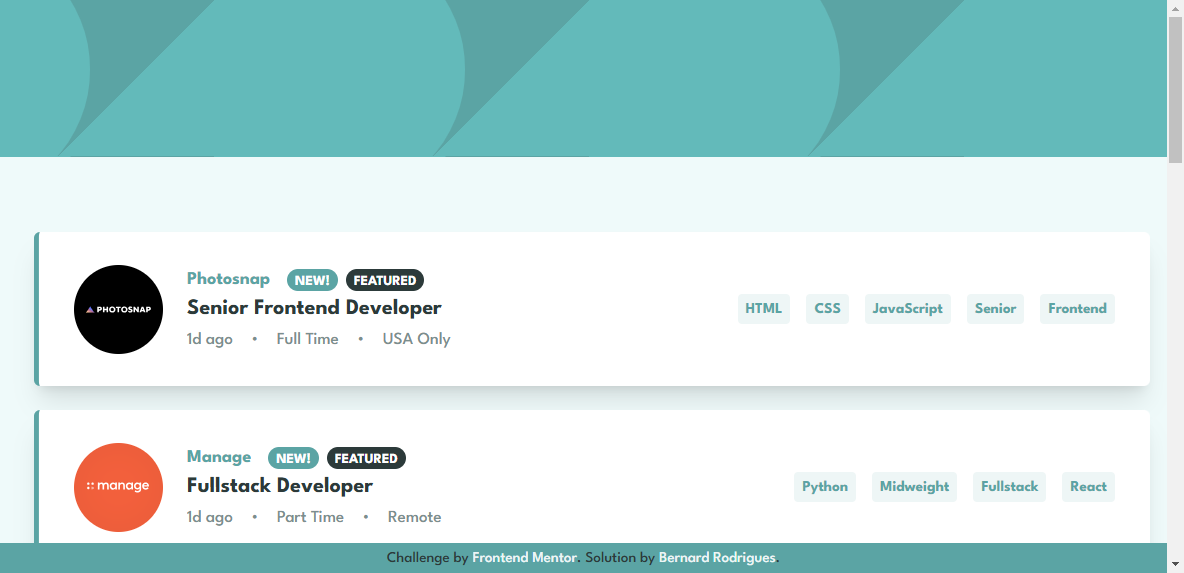 Photosnap NEW! FEATURED
PHOTOSNAP
Senior Frontend Developer
HTML CSS JavaScript Senior Frontend
1d ago • Full Time • USA Only
Manage NEW! FEATURED
:: manage
Fullstack Developer
Python Midweight Fullstack React
1d ago • Part Time • Remote
Challenge by Frontend Mentor. Solution by Bernard Rodrigues.